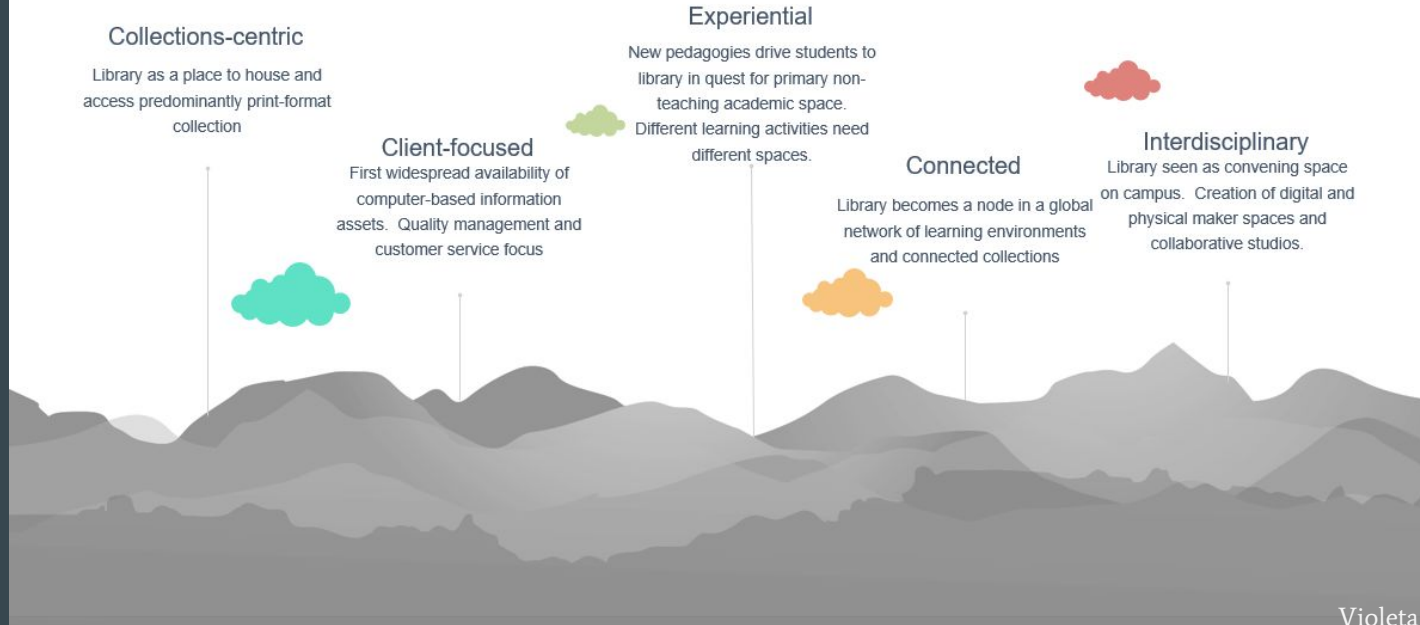 Collections-centric
Library as a place to house and
access predominantly print-format
collection
Client-focused
First widespread availability of
computer-based information
assets.  Quality management and
customer service focus
Experiential
New pedagogies drive students to
library in quest for primary non-
teaching academic space.
Different learning activities need
different spaces.
Connected
Library becomes a node in a global
network of learning environments
and connected collections
Interdisciplinary
Library seen as convening space
on campus.  Creation of digital and
physical maker spaces and
collaborative studios.
Violeta